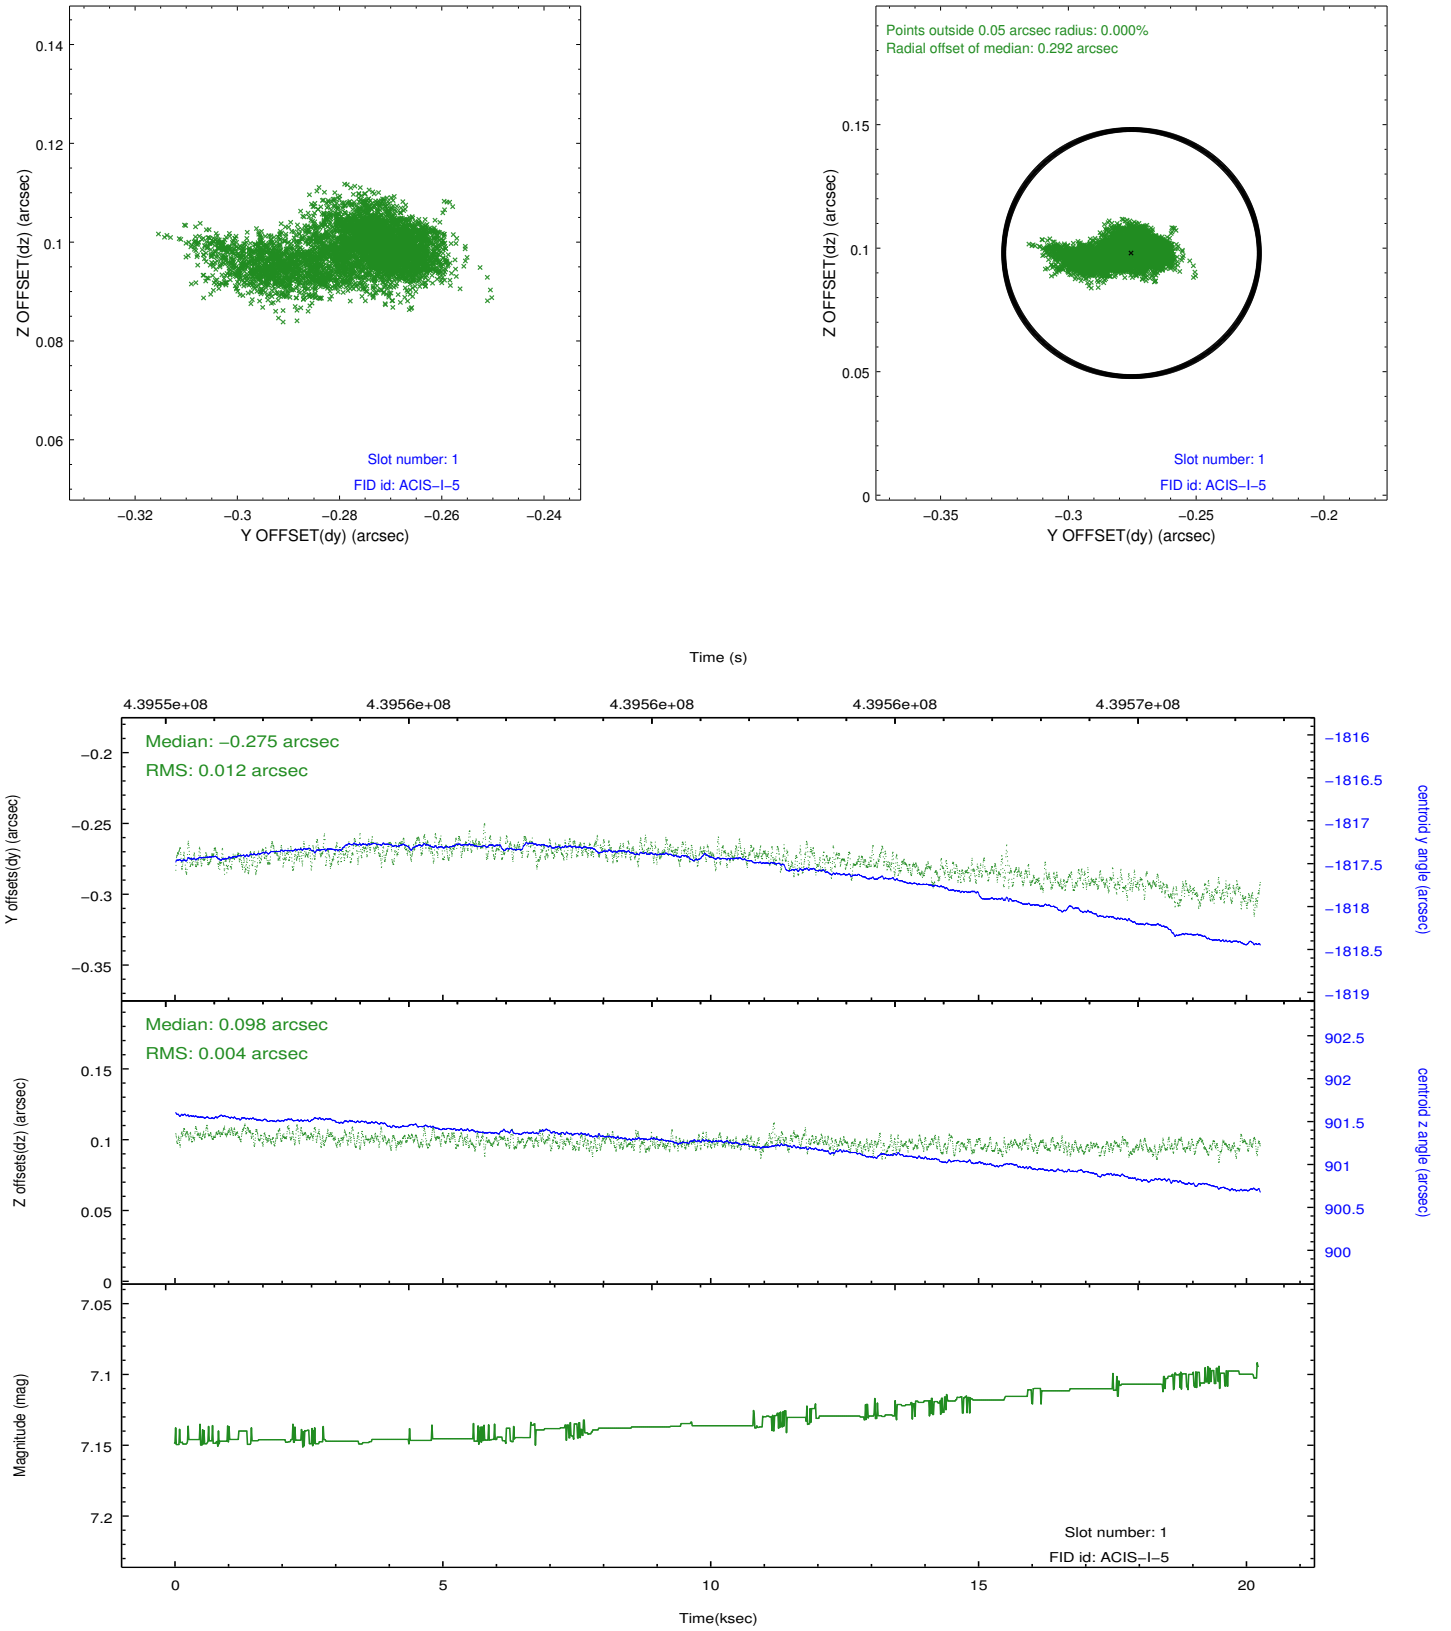 0.14
0.12
0.1
0.08
0.06
Z OFFSET(dz) (arcsec)
Slot number: 1
FID id: ACIS−I−5
−0.32 −0.3 −0.28 −0.26 −0.24
Y OFFSET(dy) (arcsec)
Points outside 0.05 arcsec radius: 0.000%
Radial offset of median: 0.292 arcsec
0.15
0.1
0.05
0
Z OFFSET(dz) (arcsec)
Slot number: 1
FID id: ACIS−I−5
−0.35 −0.3 −0.25 −0.2
Y OFFSET(dy) (arcsec)
Time (s)
4.3955e+08 4.3956e+08 4.3956e+08 4.3956e+08 4.3957e+08
Median: −0.275 arcsec
RMS: 0.012 arcsec
−0.2
−0.25
−0.3
−0.35
Y offsets(dy) (arcsec)
−1816
−1816.5
−1817
−1817.5
−1818
−1818.5
−1819
centroid y angle (arcsec)
Median: 0.098 arcsec
RMS: 0.004 arcsec
0.15
0.1
0.05
0
Z offsets(dz) (arcsec)
902.5
902
901.5
901
900.5
900
centroid z angle (arcsec)
7.05
7.1
7.15
7.2
Magnitude (mag)
Slot number: 1
FID id: ACIS−I−5
0 5 10 15 20
Time(ksec)